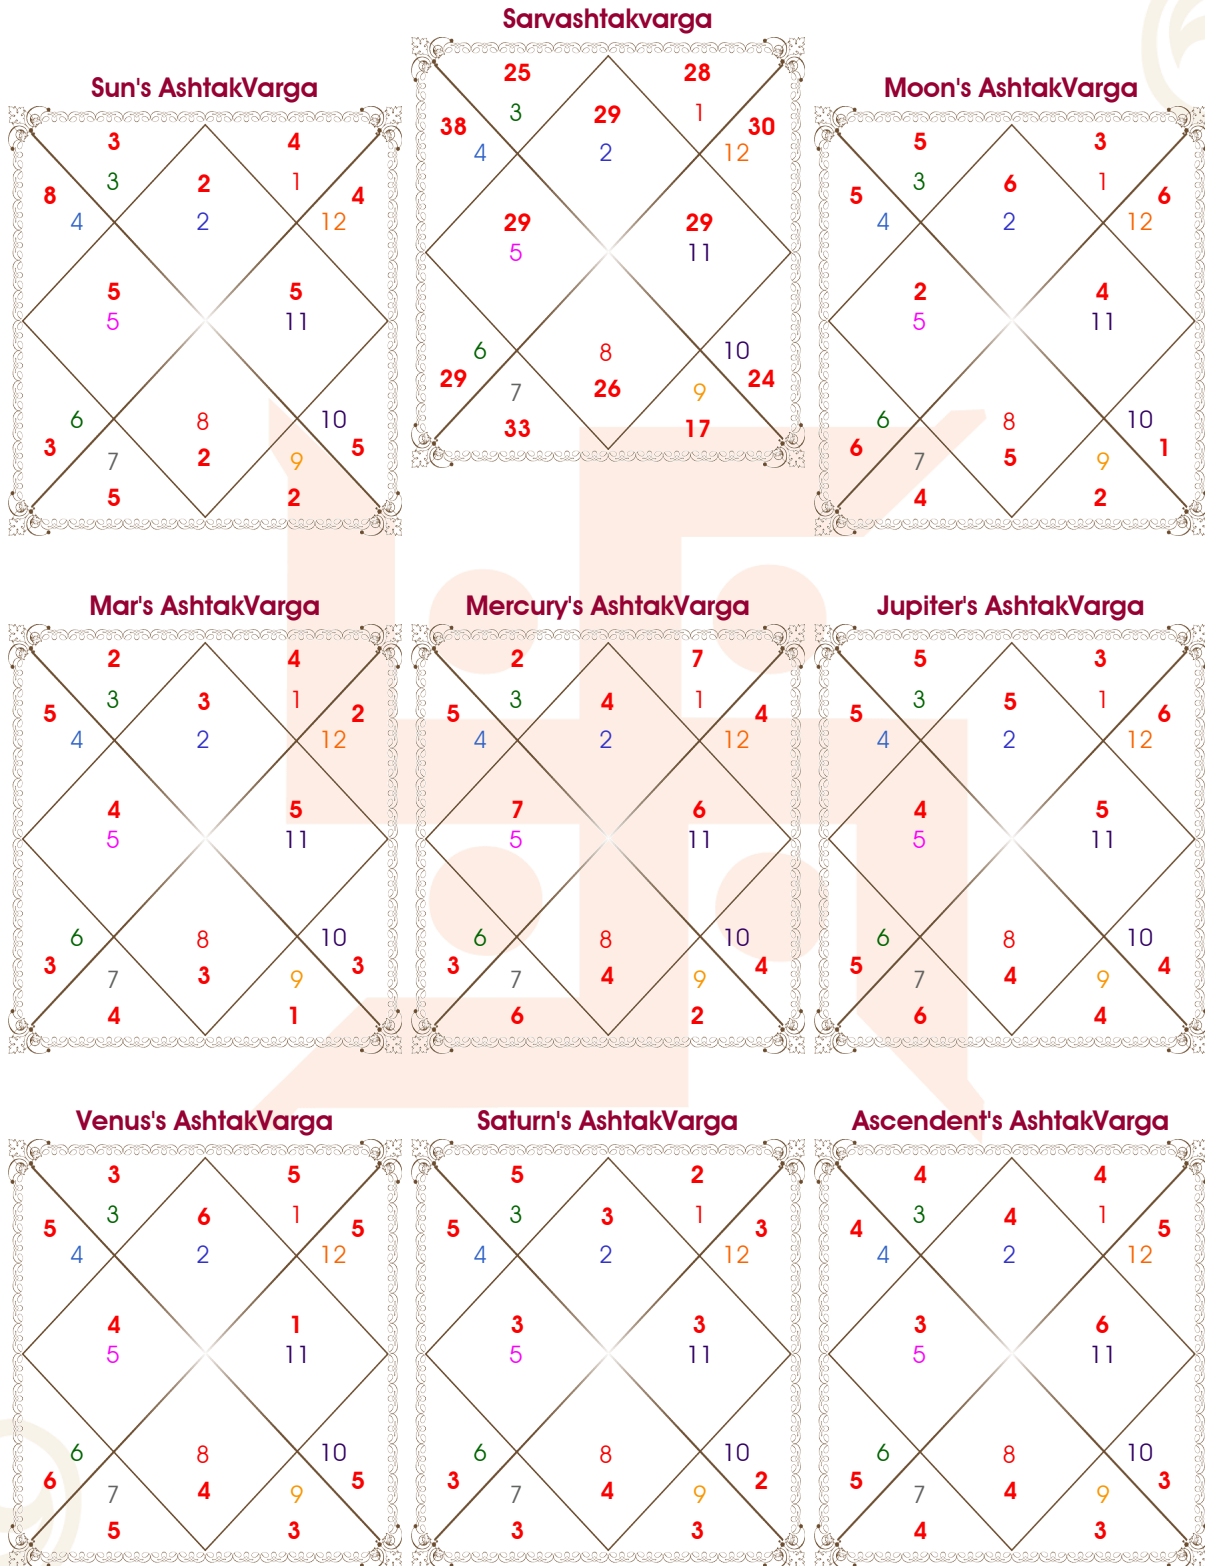 Sarvashtakvarga
25 28
38 3 29 1 30
4 2 12
29 29
5 11
6 8 10
29 7 26 9 24
33 17
Sun's AshtakVarga
3 4
8 3 2 1 4
4 2 12
5 5
5 11
6 8 10
3 7 2 9 5
5 2
Moon's AshtakVarga
5 3
5 3 6 1 6
4 2 12
2 4
5 11
6 8 10
6 7 5 9 1
4 2
Mar's AshtakVarga
2 4
5 3 3 1 2
4 2 12
4 5
5 11
6 8 10
3 7 3 9 3
4 1
Mercury's AshtakVarga
2 7
5 3 4 1 4
4 2 12
7 6
5 11
6 8 10
3 7 4 9 4
6 2
Jupiter's AshtakVarga
5 3
5 3 5 1 6
4 2 12
4 5
5 11
6 8 10
5 7 4 9 4
6 4
Venus's AshtakVarga
3 5
5 3 6 1 5
4 2 12
4 1
5 11
6 8 10
6 7 4 9 5
5 3
Saturn's AshtakVarga
5 2
5 3 3 1 3
4 2 12
3 3
5 11
6 8 10
3 7 4 9 2
3 3
Ascendent's AshtakVarga
4 4
4 3 4 1 5
4 2 12
3 6
5 11
6 8 10
5 7 4 9 3
4 3